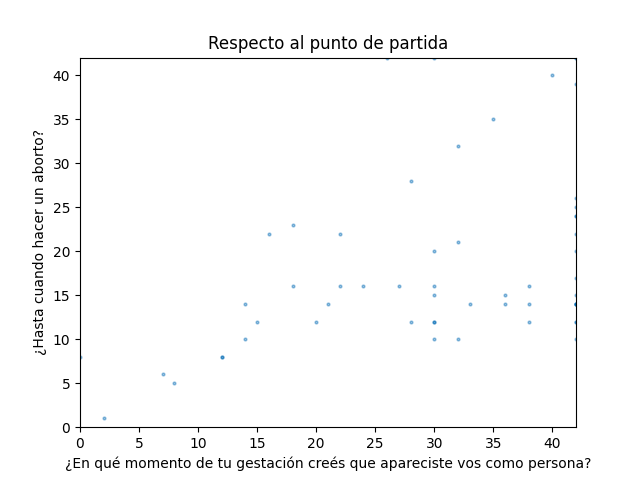 Respecto al punto de partida
¿Hasta cuando hacer un aborto?
40
35
30
25
20
15
10
5
0
0 5 10 15 20 25 30 35 40
¿En qué momento de tu gestación creés que apareciste vos como persona?